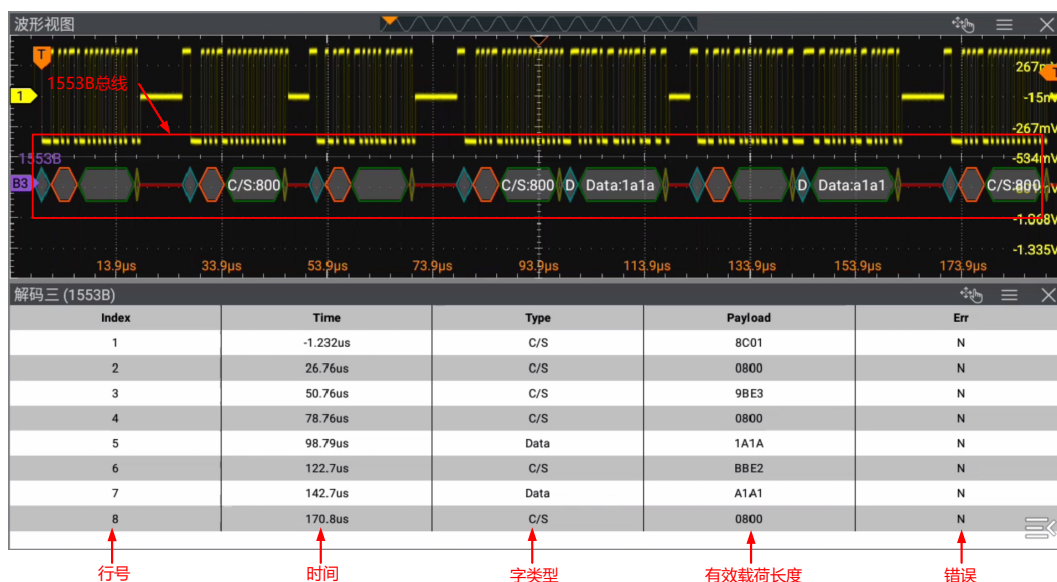 波形视图
T
267m
1553B总线
1
-15m
-267mV
-534mV
1553B
B3
C/S:800
C/S:800
D
Data:1a1a
D
Data:a1a1
C/S:800
-1.068V
-1.335V
13.9μs
33.9μs
53.9μs
73.9μs
93.9μs
113.9μs
133.9μs
153.9μs
173.9μs
解码三 (1553B)
Index Time Type Payload Err
1 -1.232us C/S 8C01 N
2 26.76us C/S 0800 N
3 50.76us C/S 9BE3 N
4 78.76us C/S 0800 N
5 98.79us Data 1A1A N
6 122.7us C/S BBE2 N
7 142.7us Data A1A1 N
8 170.8us C/S 0800 N
行号 时间 字类型 有效载荷长度 错误